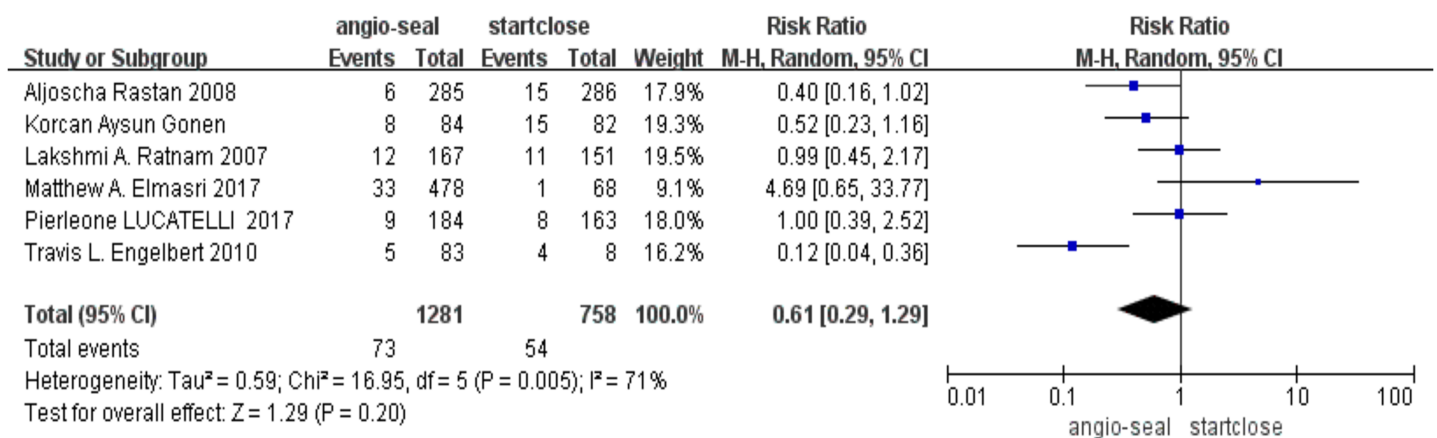 angio-seal startclose Risk Ratio Risk Ratio
Study or Subgroup Events Total Events Total Weight M-H, Random, 95% CI M-H, Random, 95% CI
Aljoscha Rastan 2008 6 285 15 286 17.9% 0.40 [0.16, 1.02]
Korcan Aysun Gonen 8 84 15 82 19.3% 0.52 [0.23, 1.16]
Lakshmi A. Ratnam 2007 12 167 11 151 19.5% 0.99 [0.45, 2.17]
Matthew A. Elmasri 2017 33 478 1 68 9.1% 4.69 [0.65, 33.77]
Pierleone LUCATELLI 2017 9 184 8 163 18.0% 1.00 [0.39, 2.52]
Travis L. Engelbert 2010 5 83 4 8 16.2% 0.12 [0.04, 0.36]
Total (95% CI) 1281 758 100.0% 0.61 [0.29, 1.29]
Total events 73 54
Heterogeneity: Tau² = 0.59; Chi² = 16.95, df = 5 (P = 0.005); I² = 71%
Test for overall effect: Z = 1.29 (P = 0.20)
0.01 0.1 1 10 100
angio-seal startclose